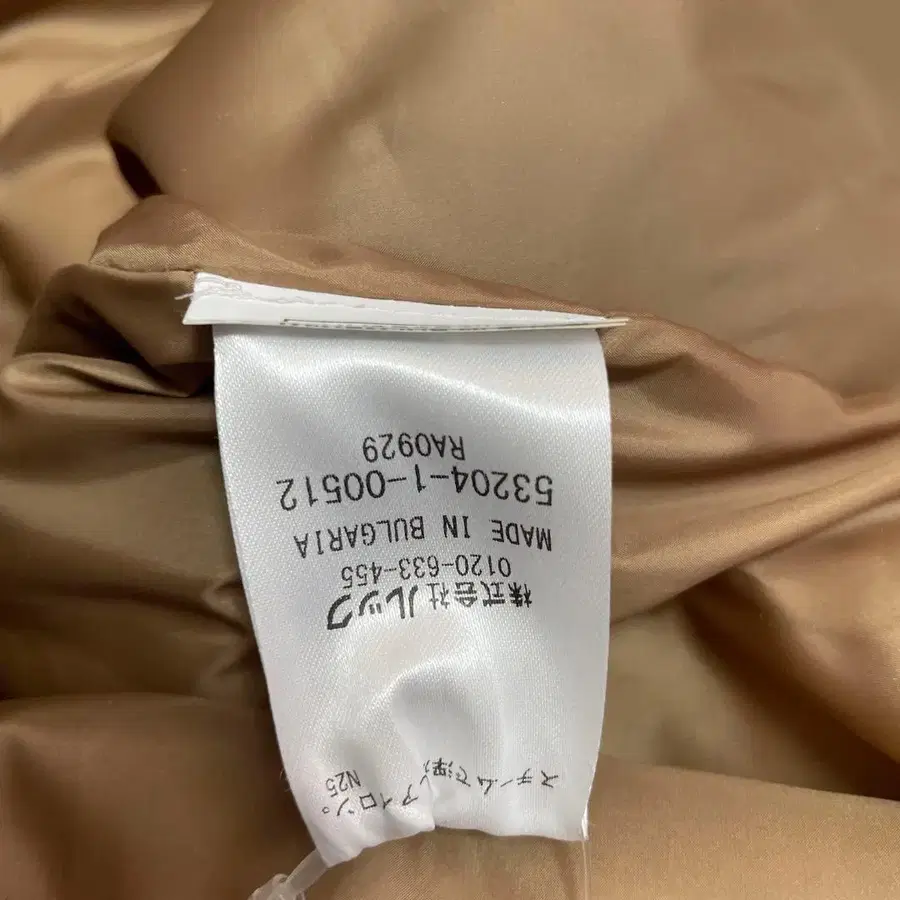 スチームで浮か
アイロン。
N25
株式会社ルック
0120-633-455
MADE IN BULGARIA
53204-1-00512
RA0929